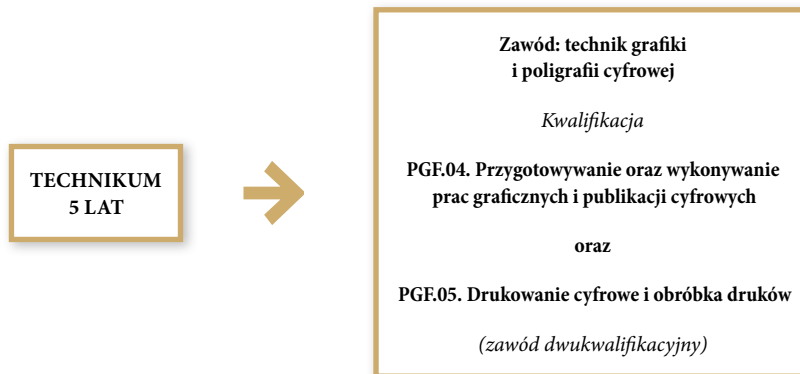 TECHNIKUM
5 LAT
Zawód: technik grafiki
i poligrafii cyfrowej
Kwalifikacja
PGF.04. Przygotowywanie oraz wykonywanie
prac graficznych i publikacji cyfrowych
oraz
PGF.05. Drukowanie cyfrowe i obróbka druków
(zawód dwukwalifikacyjny)